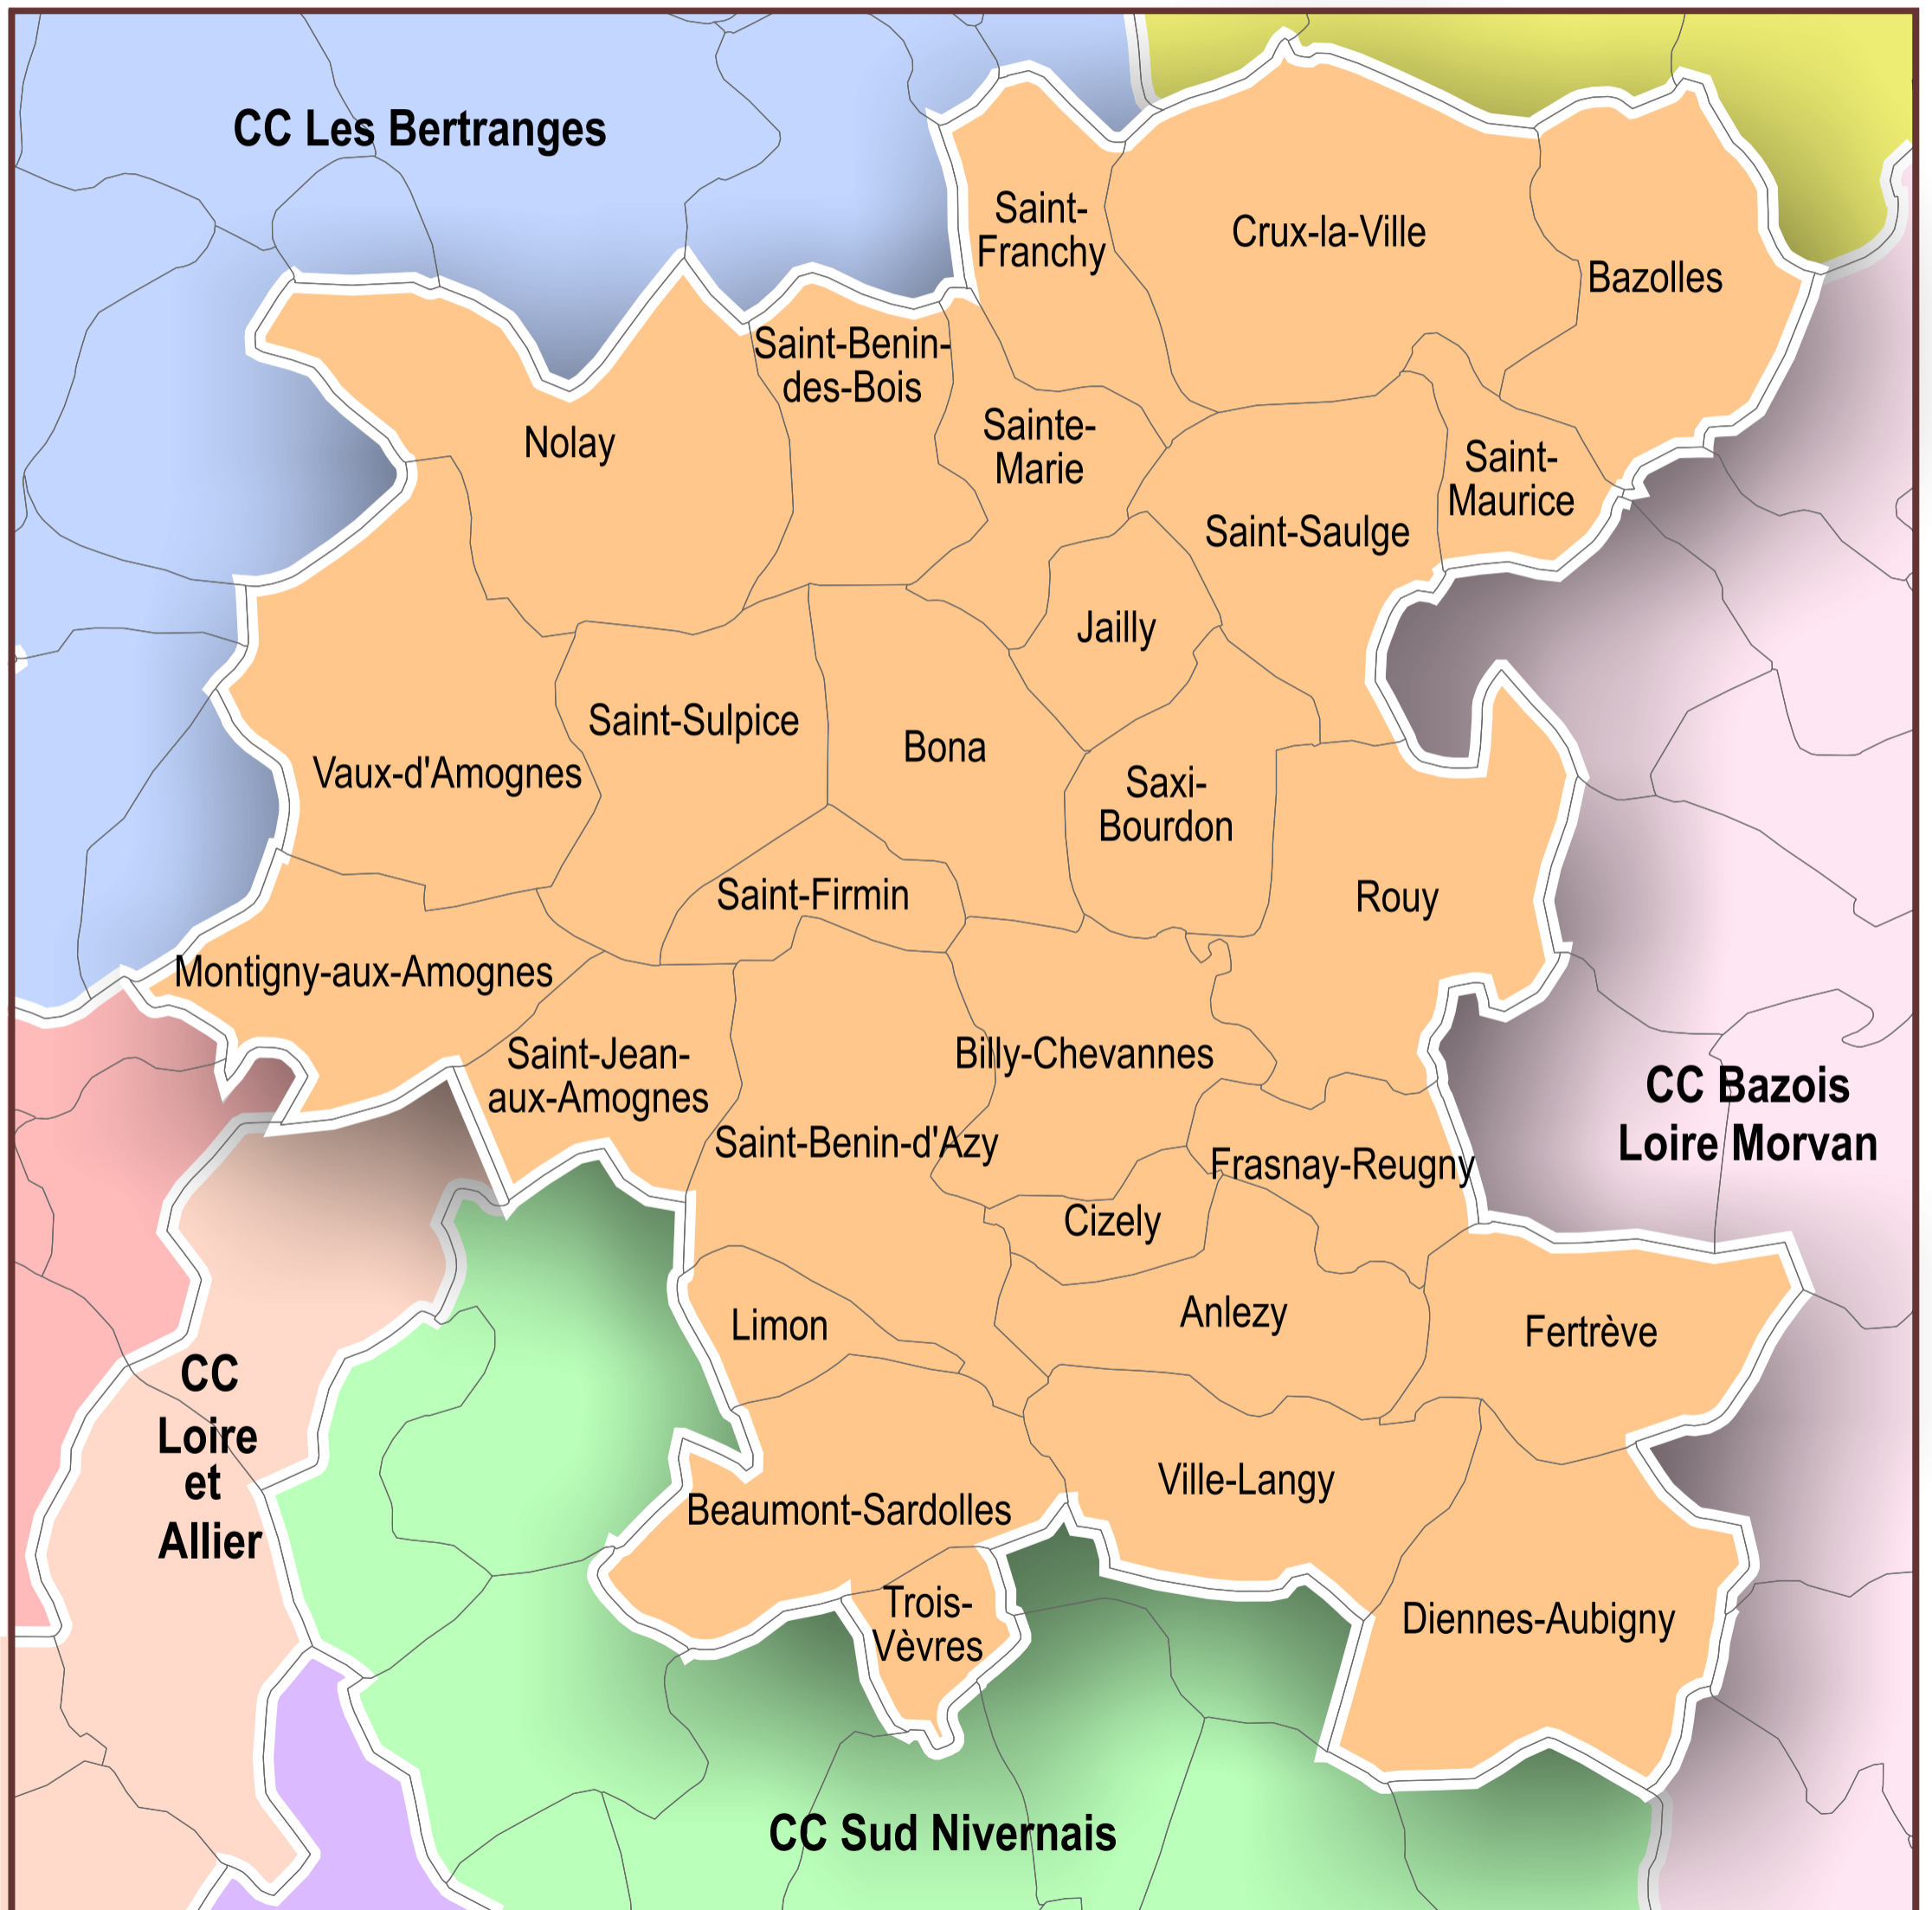 CC Les Bertranges
Saint-
Franchy
Crux-la-Ville
Bazolles
Saint-Benin-
des-Bois
Nolay
Sainte-
Marie
Saint-
Maurice
Saint-Saulge
Jailly
Saint-Sulpice
Bona
Vaux-d'Amognes
Saxi-
Bourdon
Saint-Firmin
Rouy
Montigny-aux-Amognes
Saint-Jean-
aux-Amognes
Billy-Chevannes
CC Bazois
Loire Morvan
Saint-Benin-d'Azy
Frasnay-Reugny
Cizely
Limon
Anlezy
Fertrève
CC
Loire
et
Allier
Ville-Langy
Beaumont-Sardolles
Trois-
Vèvres
Diennes-Aubigny
CC Sud Nivernais